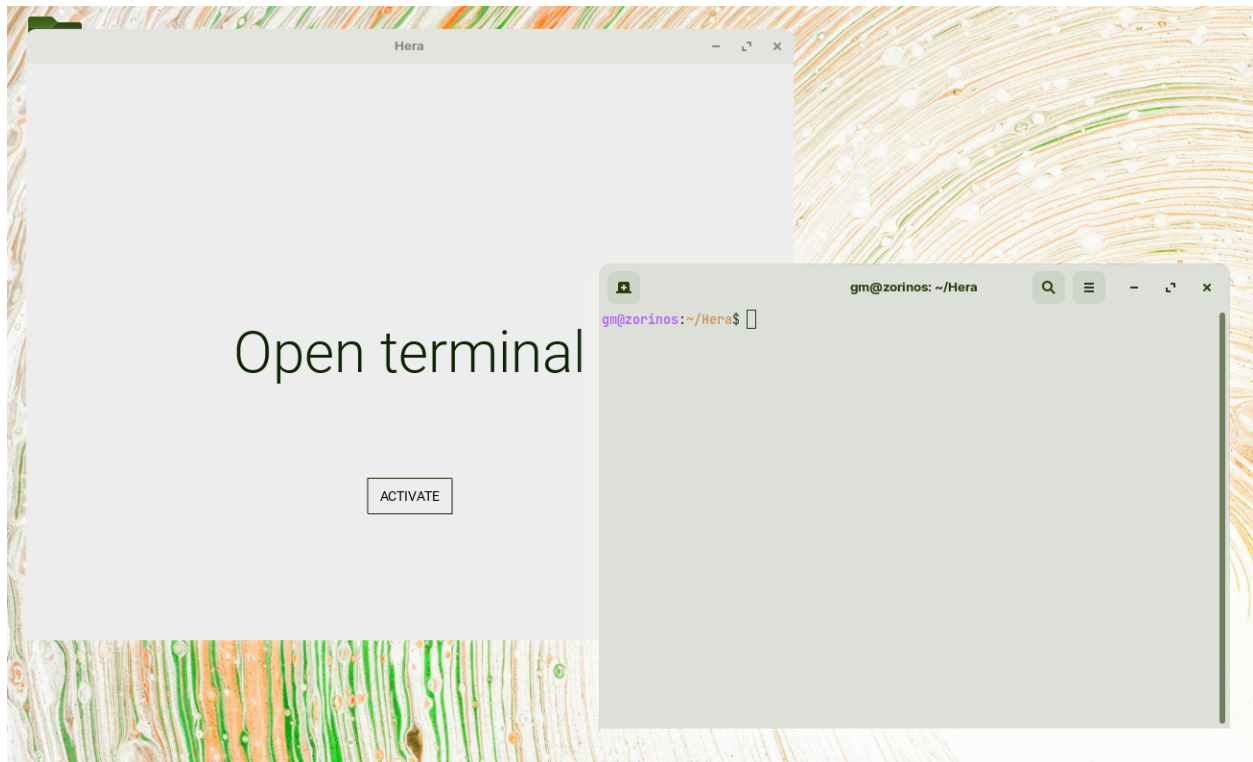 Hera
Open terminal
ACTIVATE
gm@zorinos: ~/Hera
gm@zorinos:~/Hera$